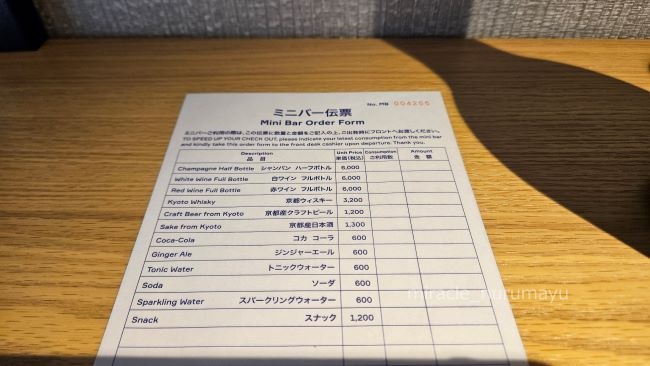 No. MB 004255
ミニバー伝票
Mini Bar Order Form
ミニバーご利用の際は、この伝票に数量と金額をご記入の上、ご出発時にフロントへお渡しください。
TO SPEED UP YOUR CHECK OUT, please indicate your latest consumption from the mini bar
and kindly take this order form to the front desk cashier upon departure. Thank you.
Description Unit Price Consumption Amount
品 目 単価(税込) ご利用数 金 額
Champagne Half Bottle シャンパン ハーフボトル 6,000
White Wine Full Bottle 白ワイン フルボトル 6,000
Red Wine Full Bottle 赤ワイン フルボトル 6,000
Kyoto Whisky 京都ウィスキー 3,200
Craft Beer from Kyoto 京都産クラフトビール 1,200
Sake from Kyoto 京都産日本酒 1,300
Coca-Cola コカ コーラ 600
Ginger Ale ジンジャーエール 600
Tonic Water トニックウォーター 600
Soda ソーダ 600
Sparkling Water スパークリングウォーター 600
Snack スナック 1,200
miracle_nurumayu